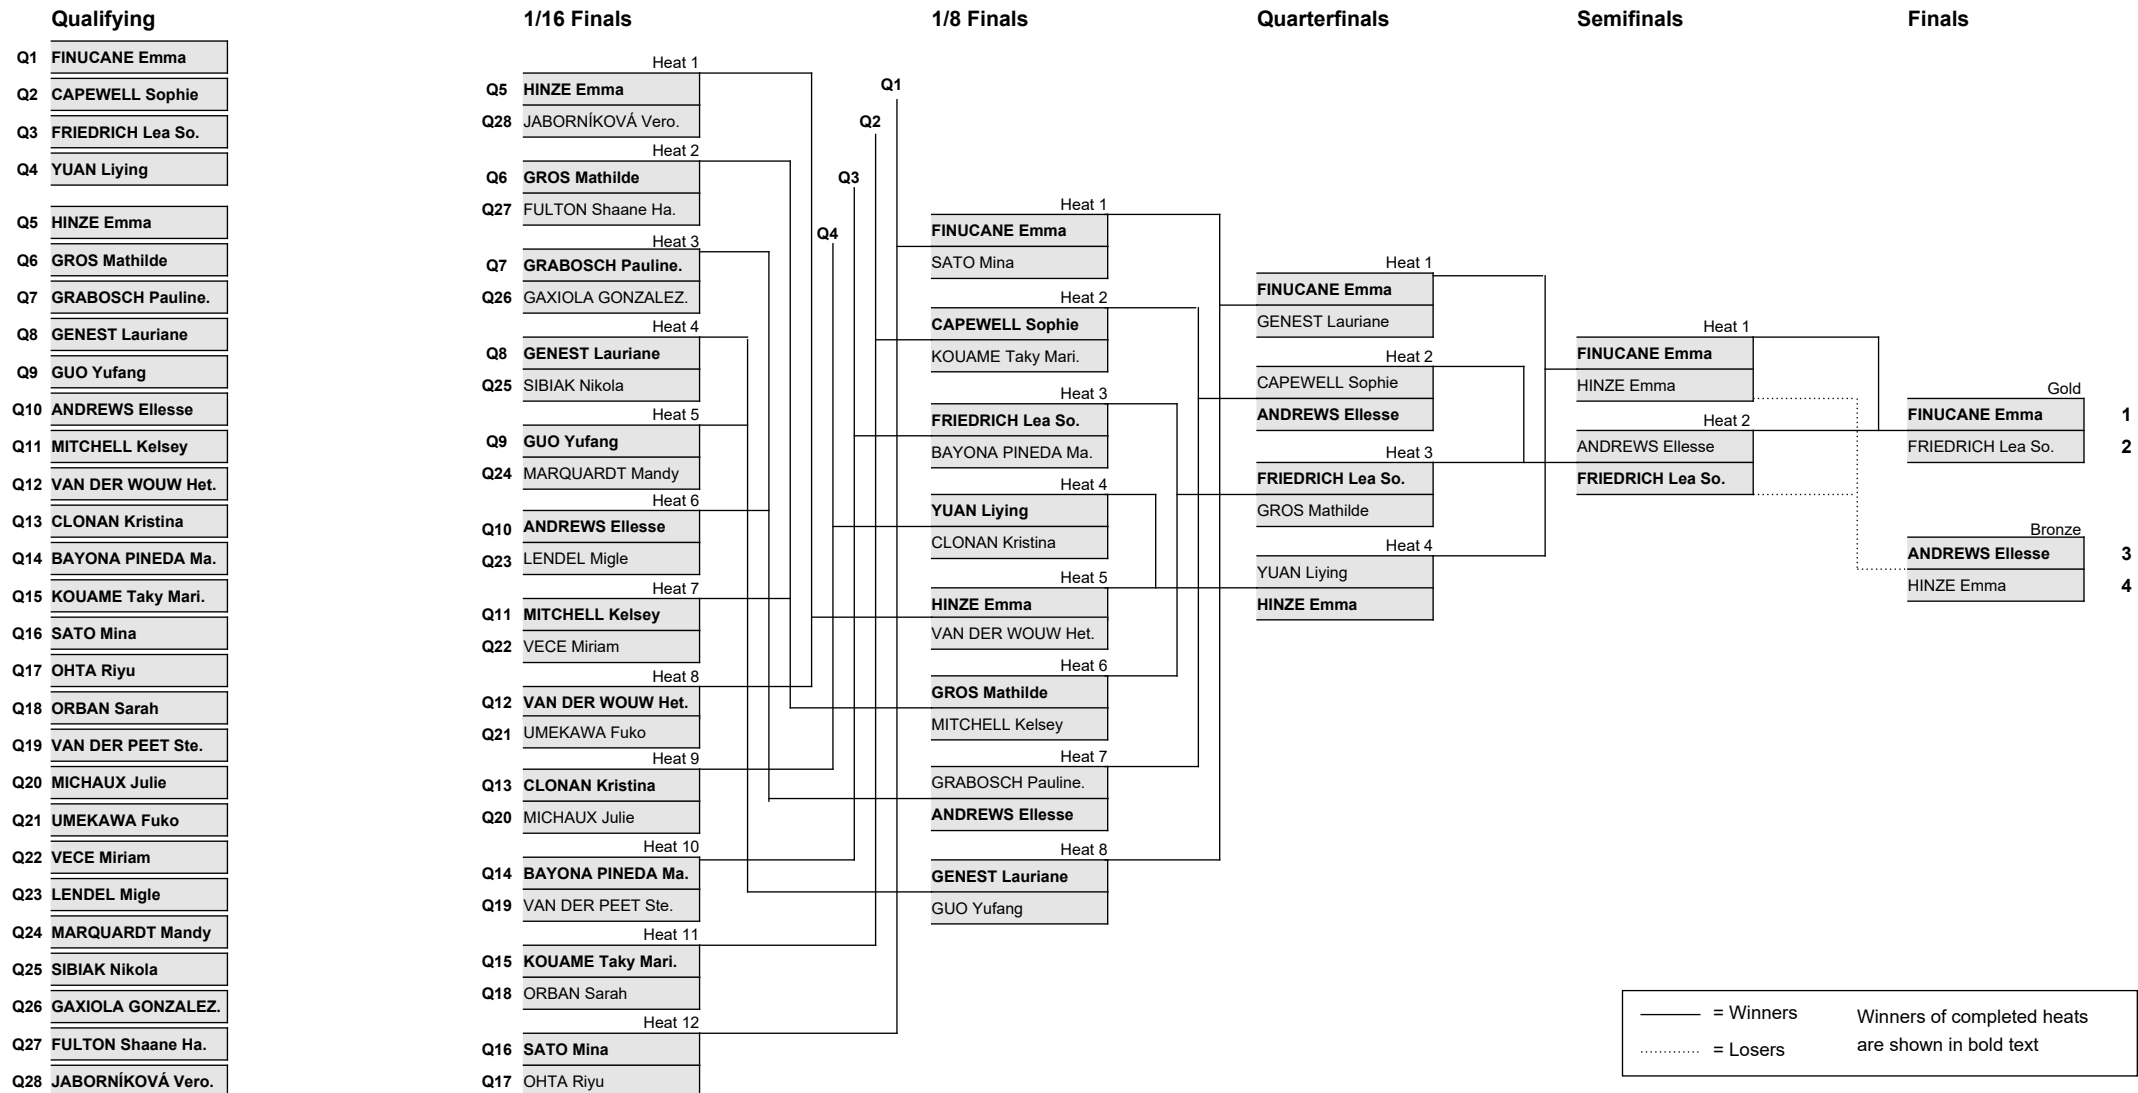 Qualifying
Q1 FINUCANE Emma
Q2 CAPEWELL Sophie
Q3 FRIEDRICH Lea So.
Q4 YUAN Liying
Q5 HINZE Emma
Q6 GROS Mathilde
Q7 GRABOSCH Pauline.
Q8 GENEST Lauriane
Q9 GUO Yufang
Q10 ANDREWS Ellesse
Q11 MITCHELL Kelsey
Q12 VAN DER WOUW Het.
Q13 CLONAN Kristina
Q14 BAYONA PINEDA Ma.
Q15 KOUAME Taky Mari.
Q16 SATO Mina
Q17 OHTA Riyu
Q18 ORBAN Sarah
Q19 VAN DER PEET Ste.
Q20 MICHAUX Julie
Q21 UMEKAWA Fuko
Q22 VECE Miriam
Q23 LENDEL Migle
Q24 MARQUARDT Mandy
Q25 SIBIAK Nikola
Q26 GAXIOLA GONZALEZ.
Q27 FULTON Shaane Ha.
Q28 JABORNÍKOVÁ Vero.
1/16 Finals
Heat 1
Q5 HINZE Emma
Q28 JABORNÍKOVÁ Vero.
Heat 2
Q6 GROS Mathilde
Q27 FULTON Shaane Ha.
Heat 3
Q7 GRABOSCH Pauline.
Q26 GAXIOLA GONZALEZ.
Heat 4
Q8 GENEST Lauriane
Q25 SIBIAK Nikola
Heat 5
Q9 GUO Yufang
Q24 MARQUARDT Mandy
Heat 6
Q10 ANDREWS Ellesse
Q23 LENDEL Migle
Heat 7
Q11 MITCHELL Kelsey
Q22 VECE Miriam
Heat 8
Q12 VAN DER WOUW Het.
Q21 UMEKAWA Fuko
Heat 9
Q13 CLONAN Kristina
Q20 MICHAUX Julie
Heat 10
Q14 BAYONA PINEDA Ma.
Q19 VAN DER PEET Ste.
Heat 11
Q15 KOUAME Taky Mari.
Q18 ORBAN Sarah
Heat 12
Q16 SATO Mina
Q17 OHTA Riyu
Q1
Q2
Q3
Q4
1/8 Finals
Heat 1
FINUCANE Emma
SATO Mina
Heat 2
CAPEWELL Sophie
KOUAME Taky Mari.
Heat 3
FRIEDRICH Lea So.
BAYONA PINEDA Ma.
Heat 4
YUAN Liying
CLONAN Kristina
Heat 5
HINZE Emma
VAN DER WOUW Het.
Heat 6
GROS Mathilde
MITCHELL Kelsey
Heat 7
GRABOSCH Pauline.
ANDREWS Ellesse
Heat 8
GENEST Lauriane
GUO Yufang
Quarterfinals
Heat 1
FINUCANE Emma
GENEST Lauriane
Heat 2
CAPEWELL Sophie
ANDREWS Ellesse
Heat 3
FRIEDRICH Lea So.
GROS Mathilde
Heat 4
YUAN Liying
HINZE Emma
Semifinals
Heat 1
FINUCANE Emma
HINZE Emma
Heat 2
ANDREWS Ellesse
FRIEDRICH Lea So.
Finals
Gold
FINUCANE Emma 1
FRIEDRICH Lea So. 2
Bronze
ANDREWS Ellesse 3
HINZE Emma 4
= Winners
= Losers
Winners of completed heats
are shown in bold text